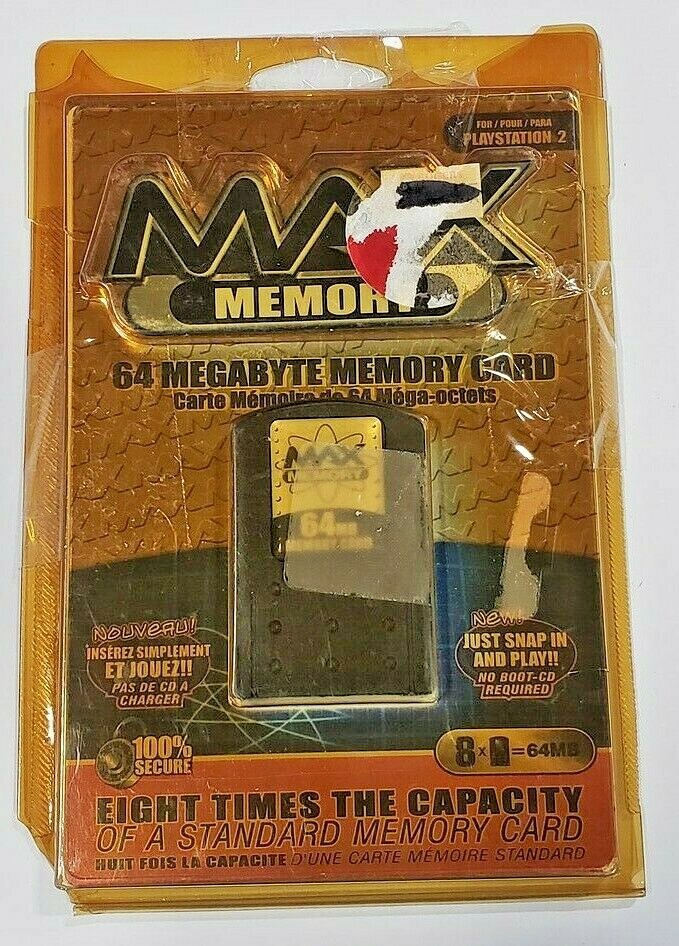 FOR / POUR / PARA
PLAYSTATION 2
MAX
MEMORY
64 MEGABYTE MEMORY CARD
Carte Mémoire de 64 Méga-octets
MAX
MEMORY
64MB
NOUVEAU!
INSÉREZ SIMPLEMENT
ET JOUEZ!!
PAS DE CD À
CHARGER
New!
JUST SNAP IN
AND PLAY!!
NO BOOT-CD
REQUIRED
100%
SECURE
8 x = 64MB
EIGHT TIMES THE CAPACITY
OF A STANDARD MEMORY CARD
HUIT FOIS LA CAPACITE D'UNE CARTE MÉMOIRE STANDARD